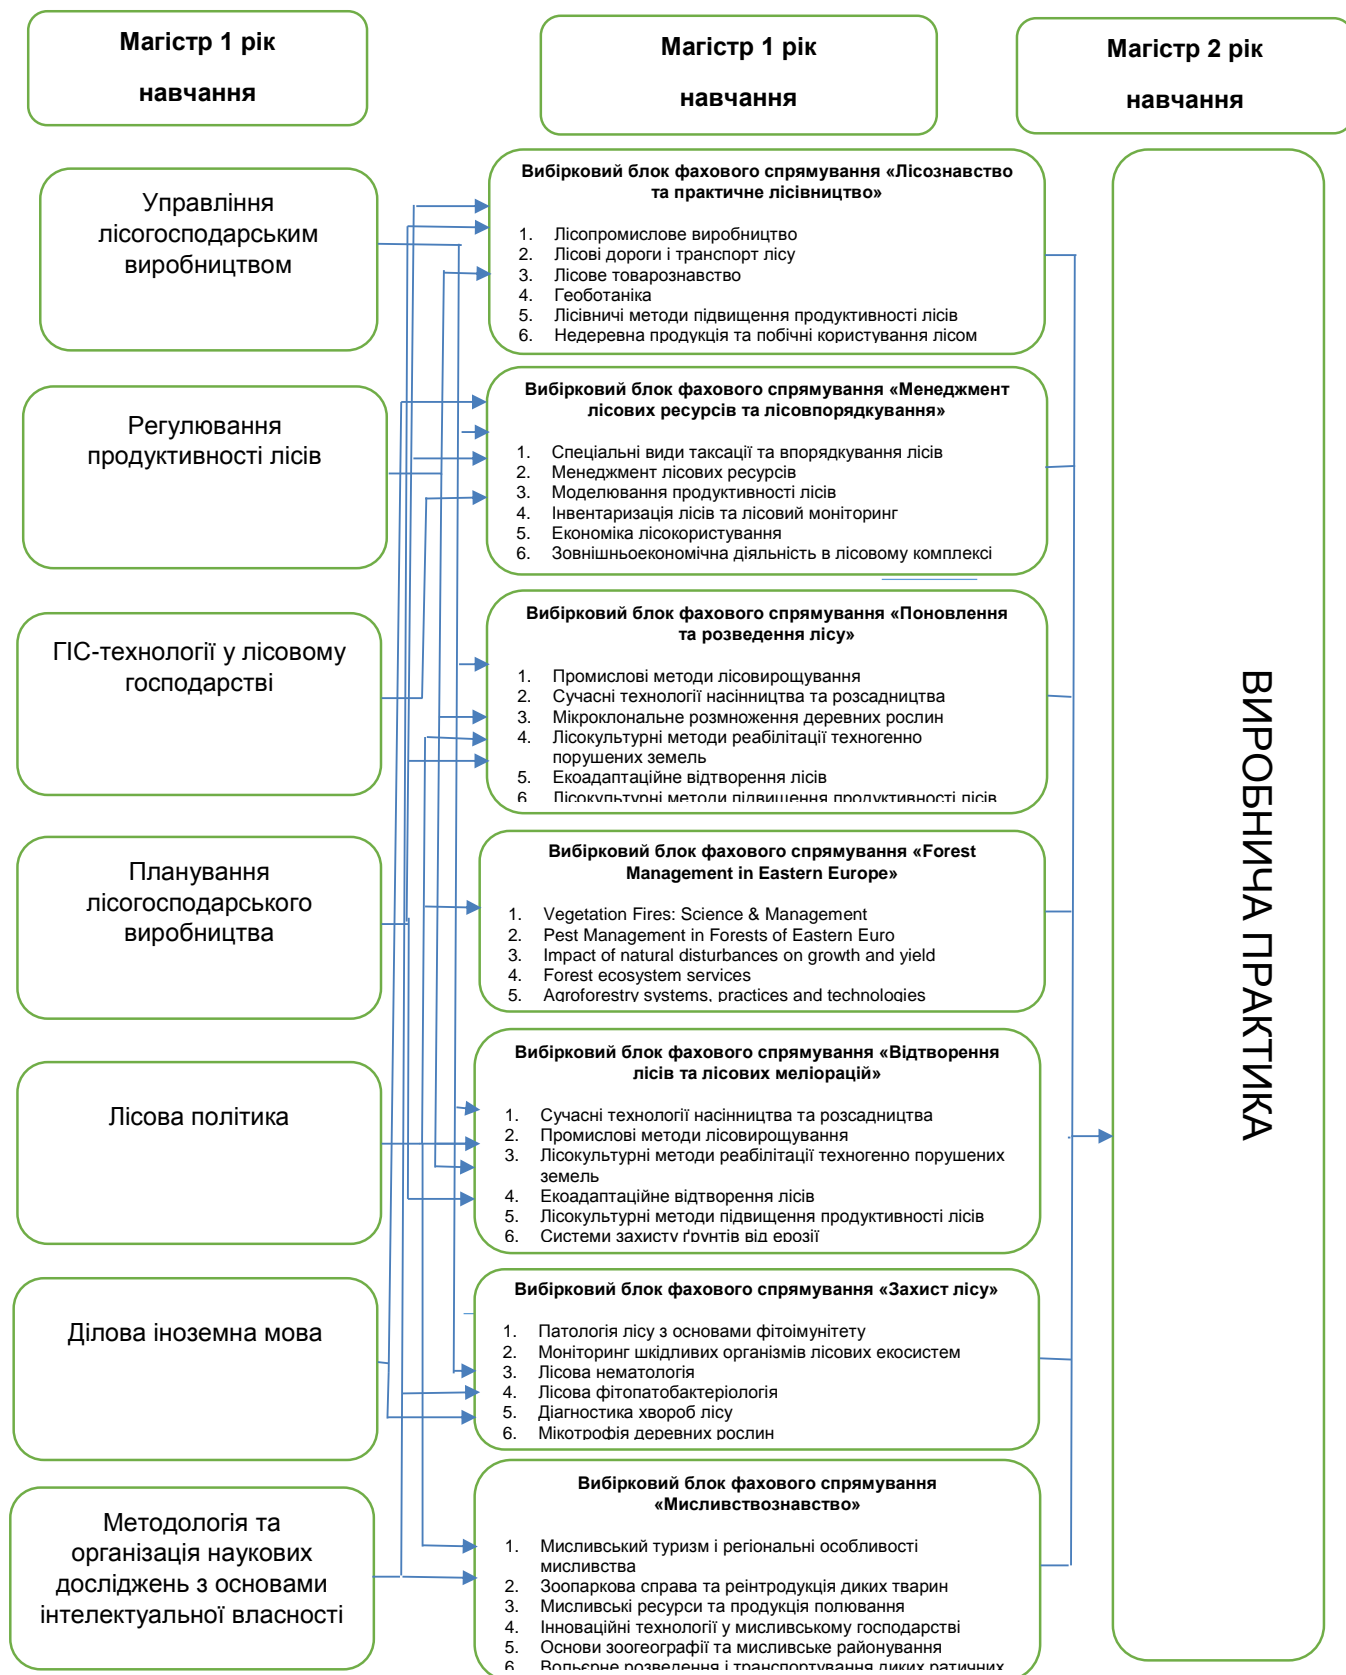 Магістр 1 рік
навчання
Магістр 1 рік
навчання
Магістр 2 рік
навчання
Управління
лісогосподарським
виробництвом
Регулювання
продуктивності лісів
ГІС-технології у лісовому
господарстві
Планування
лісогосподарського
виробництва
Лісова політика
Ділова іноземна мова
Методологія та
організація наукових
досліджень з основами
інтелектуальної власності
Вибірковий блок фахового спрямування «Лісознавство
та практичне лісівництво»
1. Лісопромислове виробництво
2. Лісові дороги і транспорт лісу
3. Лісове товарознавство
4. Геоботаніка
5. Лісівничі методи підвищення продуктивності лісів
6. Недеревна продукція та побічні користування лісом
Вибірковий блок фахового спрямування «Менеджмент
лісових ресурсів та лісовпорядкування»
1. Спеціальні види таксації та впорядкування лісів
2. Менеджмент лісових ресурсів
3. Моделювання продуктивності лісів
4. Інвентаризація лісів та лісовий моніторинг
5. Економіка лісокористування
6. Зовнішньоекономічна діяльність в лісовому комплексі
Вибірковий блок фахового спрямування «Поновлення
та розведення лісу»
1. Промислові методи лісовирощування
2. Сучасні технології насінництва та розсадництва
3. Мікроклональне розмноження деревних рослин
4. Лісокультурні методи реабілітації техногенно
порушених земель
5. Екоадаптаційне відтворення лісів
6. Лісокультурні методи підвищення продуктивності лісів
Вибірковий блок фахового спрямування «Forest
Management in Eastern Europe»
1. Vegetation Fires: Science & Management
2. Pest Management in Forests of Eastern Euro
3. Impact of natural disturbances on growth and yield
4. Forest ecosystem services
5. Agroforestry systems, practices and technologies
Вибірковий блок фахового спрямування «Відтворення
лісів та лісових меліорацій»
1. Сучасні технології насінництва та розсадництва
2. Промислові методи лісовирощування
3. Лісокультурні методи реабілітації техногенно порушених
земель
4. Екоадаптаційне відтворення лісів
5. Лісокультурні методи підвищення продуктивності лісів
6. Системи захисту ґрунтів від ерозії
Вибірковий блок фахового спрямування «Захист лісу»
1. Патологія лісу з основами фітоімунітету
2. Моніторинг шкідливих організмів лісових екосистем
3. Лісова нематологія
4. Лісова фітопатобактеріологія
5. Діагностика хвороб лісу
6. Мікотрофія деревних рослин
Вибірковий блок фахового спрямування
«Мисливствознавство»
1. Мисливський туризм і регіональні особливості
мисливства
2. Зоопаркова справа та реінтродукція диких тварин
3. Мисливські ресурси та продукція полювання
4. Інноваційні технології у мисливському господарстві
5. Основи зоогеографії та мисливське районування
6. Вольєрне розведення і транспортування диких ратичних
ВИРОБНИЧА ПРАКТИКА